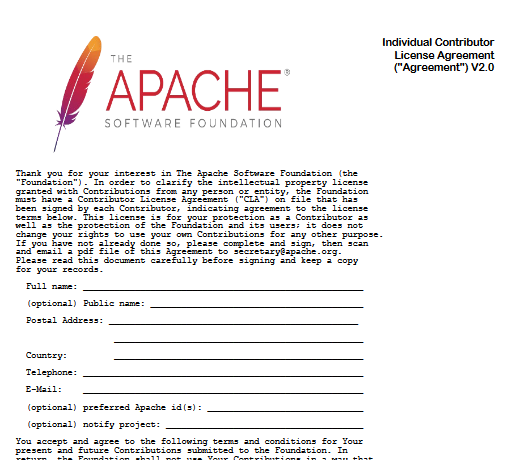 Individual Contributor
License Agreement
("Agreement") V2.0
THE
APACHE®
SOFTWARE FOUNDATION
Thank you for your interest in The Apache Software Foundation (the
"Foundation"). In order to clarify the intellectual property license
granted with Contributions from any person or entity, the Foundation
must have a Contributor License Agreement ("CLA") on file that has
been signed by each Contributor, indicating agreement to the license
terms below. This license is for your protection as a Contributor as
well as the protection of the Foundation and its users; it does not
change your rights to use your own Contributions for any other purpose.
If you have not already done so, please complete and sign, then scan
and email a pdf file of this Agreement to secretary@apache.org.
Please read this document carefully before signing and keep a copy
for your records.
Full name:
(optional) Public name:
Postal Address:
Country:
Telephone:
E-Mail:
(optional) preferred Apache id(s):
(optional) notify project:
You accept and agree to the following terms and conditions for Your
present and future Contributions submitted to the Foundation. In
return, the Foundation shall not use Your Contributions in a way that